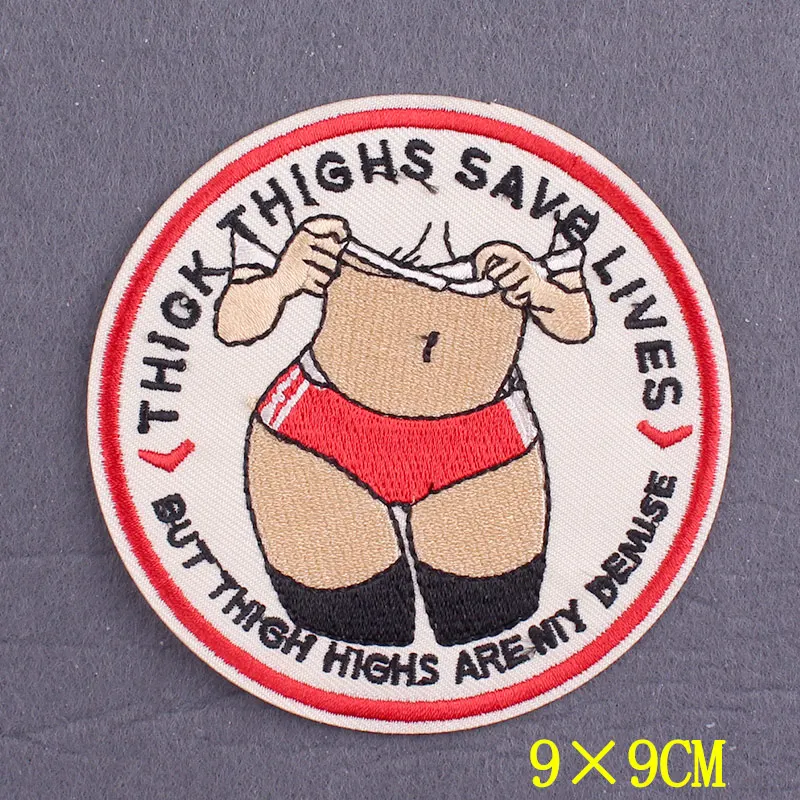 THICK THIGHS SAVE LIVES
BUT THIGH HIGHS ARE MY DEMISE
9×9CM